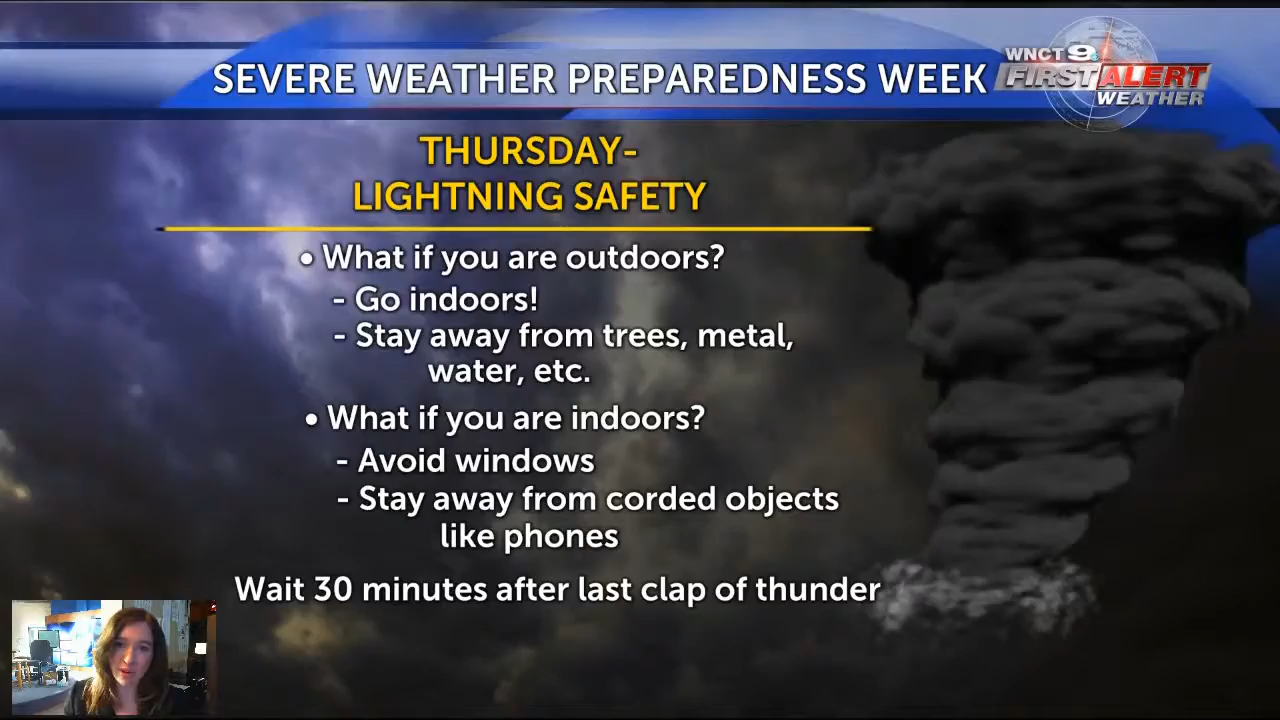 SEVERE WEATHER PREPAREDNESS WEEK
WNCT 9
FIRST ALERT
WEATHER
THURSDAY-
LIGHTNING SAFETY
• What if you are outdoors?
- Go indoors!
- Stay away from trees, metal,
water, etc.
• What if you are indoors?
- Avoid windows
- Stay away from corded objects
like phones
Wait 30 minutes after last clap of thunder